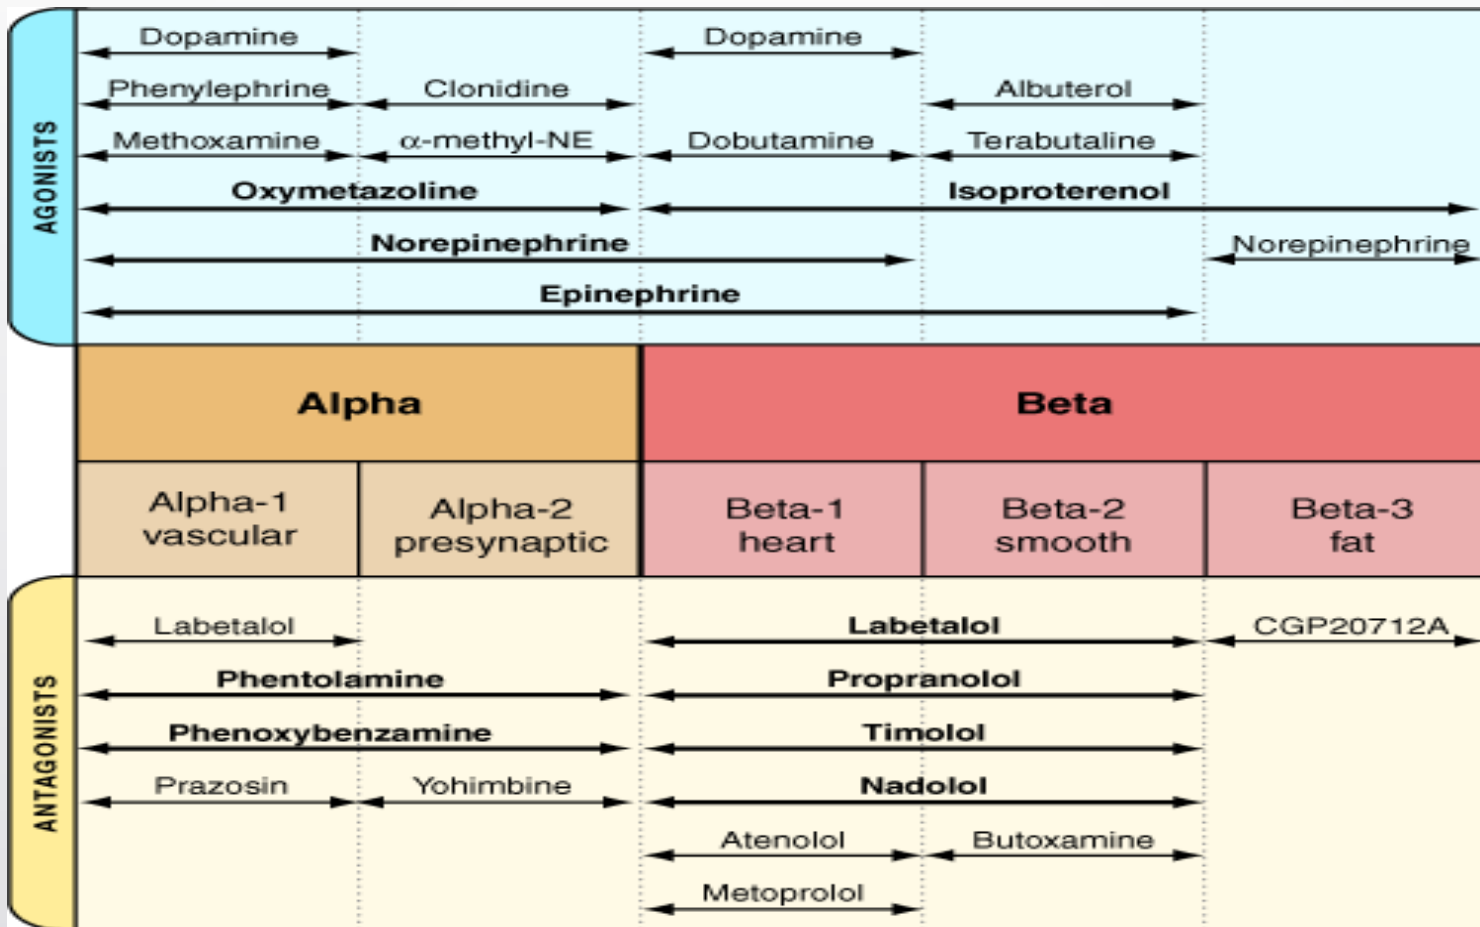 AGONISTS
Dopamine Dopamine
Phenylephrine Clonidine Albuterol
Methoxamine α-methyl-NE Dobutamine Terabutaline
Oxymetazoline Isoproterenol
Norepinephrine Norepinephrine
Epinephrine
Alpha Beta
Alpha-1 vascular
Alpha-2 presynaptic
Beta-1 heart
Beta-2 smooth
Beta-3 fat
ANTAGONISTS
Labetalol Labetalol CGP20712A
Phentolamine Propranolol
Phenoxybenzamine Timolol
Prazosin Yohimbine Nadolol
Atenolol Butoxamine
Metoprolol